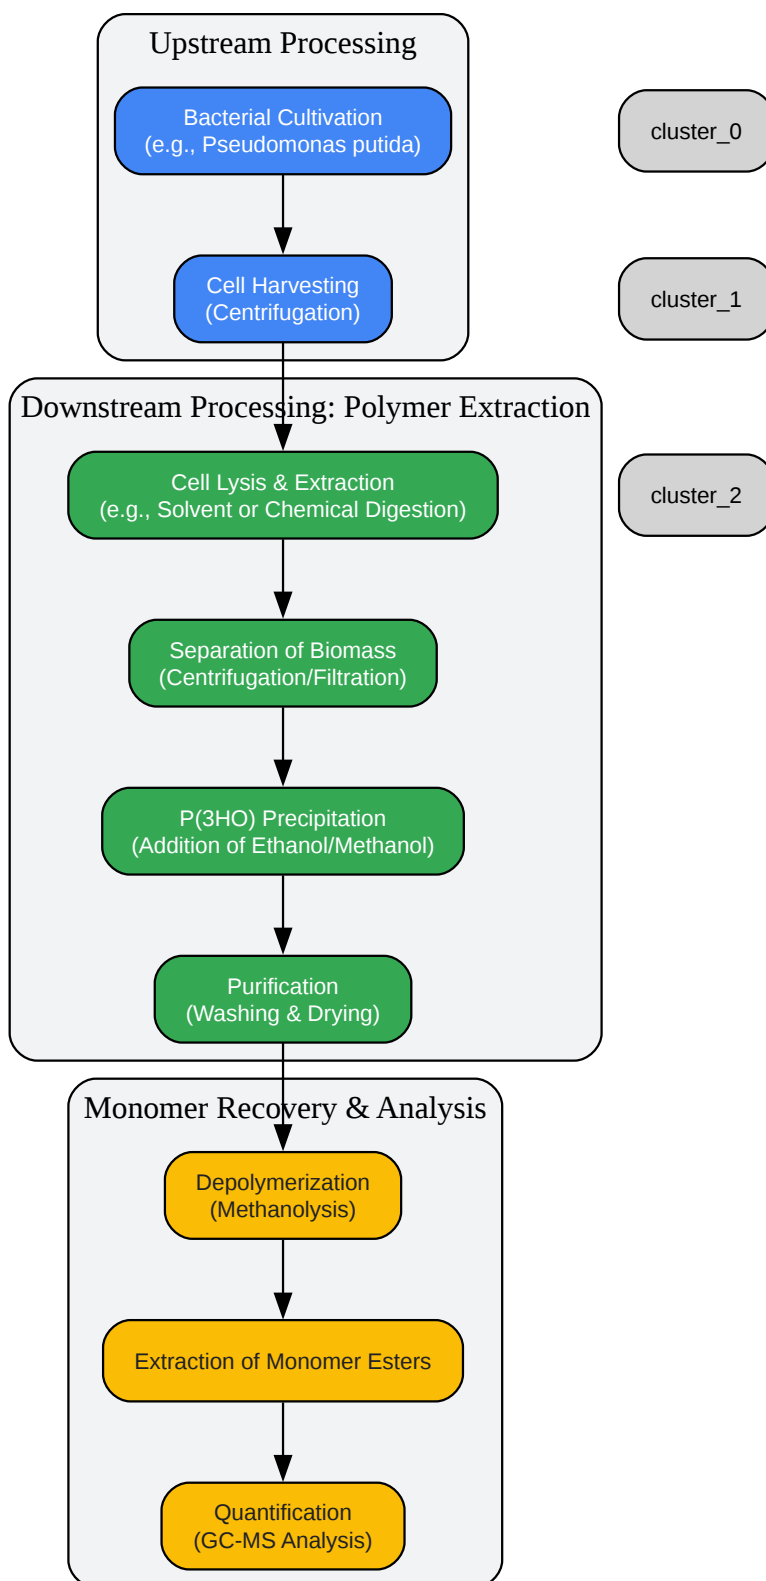 Upstream Processing
Bacterial Cultivation
(e.g., Pseudomonas putida)
cluster_0
Cell Harvesting
(Centrifugation)
cluster_1
Downstream Processing: Polymer Extraction
Cell Lysis & Extraction
(e.g., Solvent or Chemical Digestion)
cluster_2
Separation of Biomass
(Centrifugation/Filtration)
P(3HO) Precipitation
(Addition of Ethanol/Methanol)
Purification
(Washing & Drying)
Monomer Recovery & Analysis
Depolymerization
(Methanolysis)
Extraction of Monomer Esters
Quantification
(GC-MS Analysis)